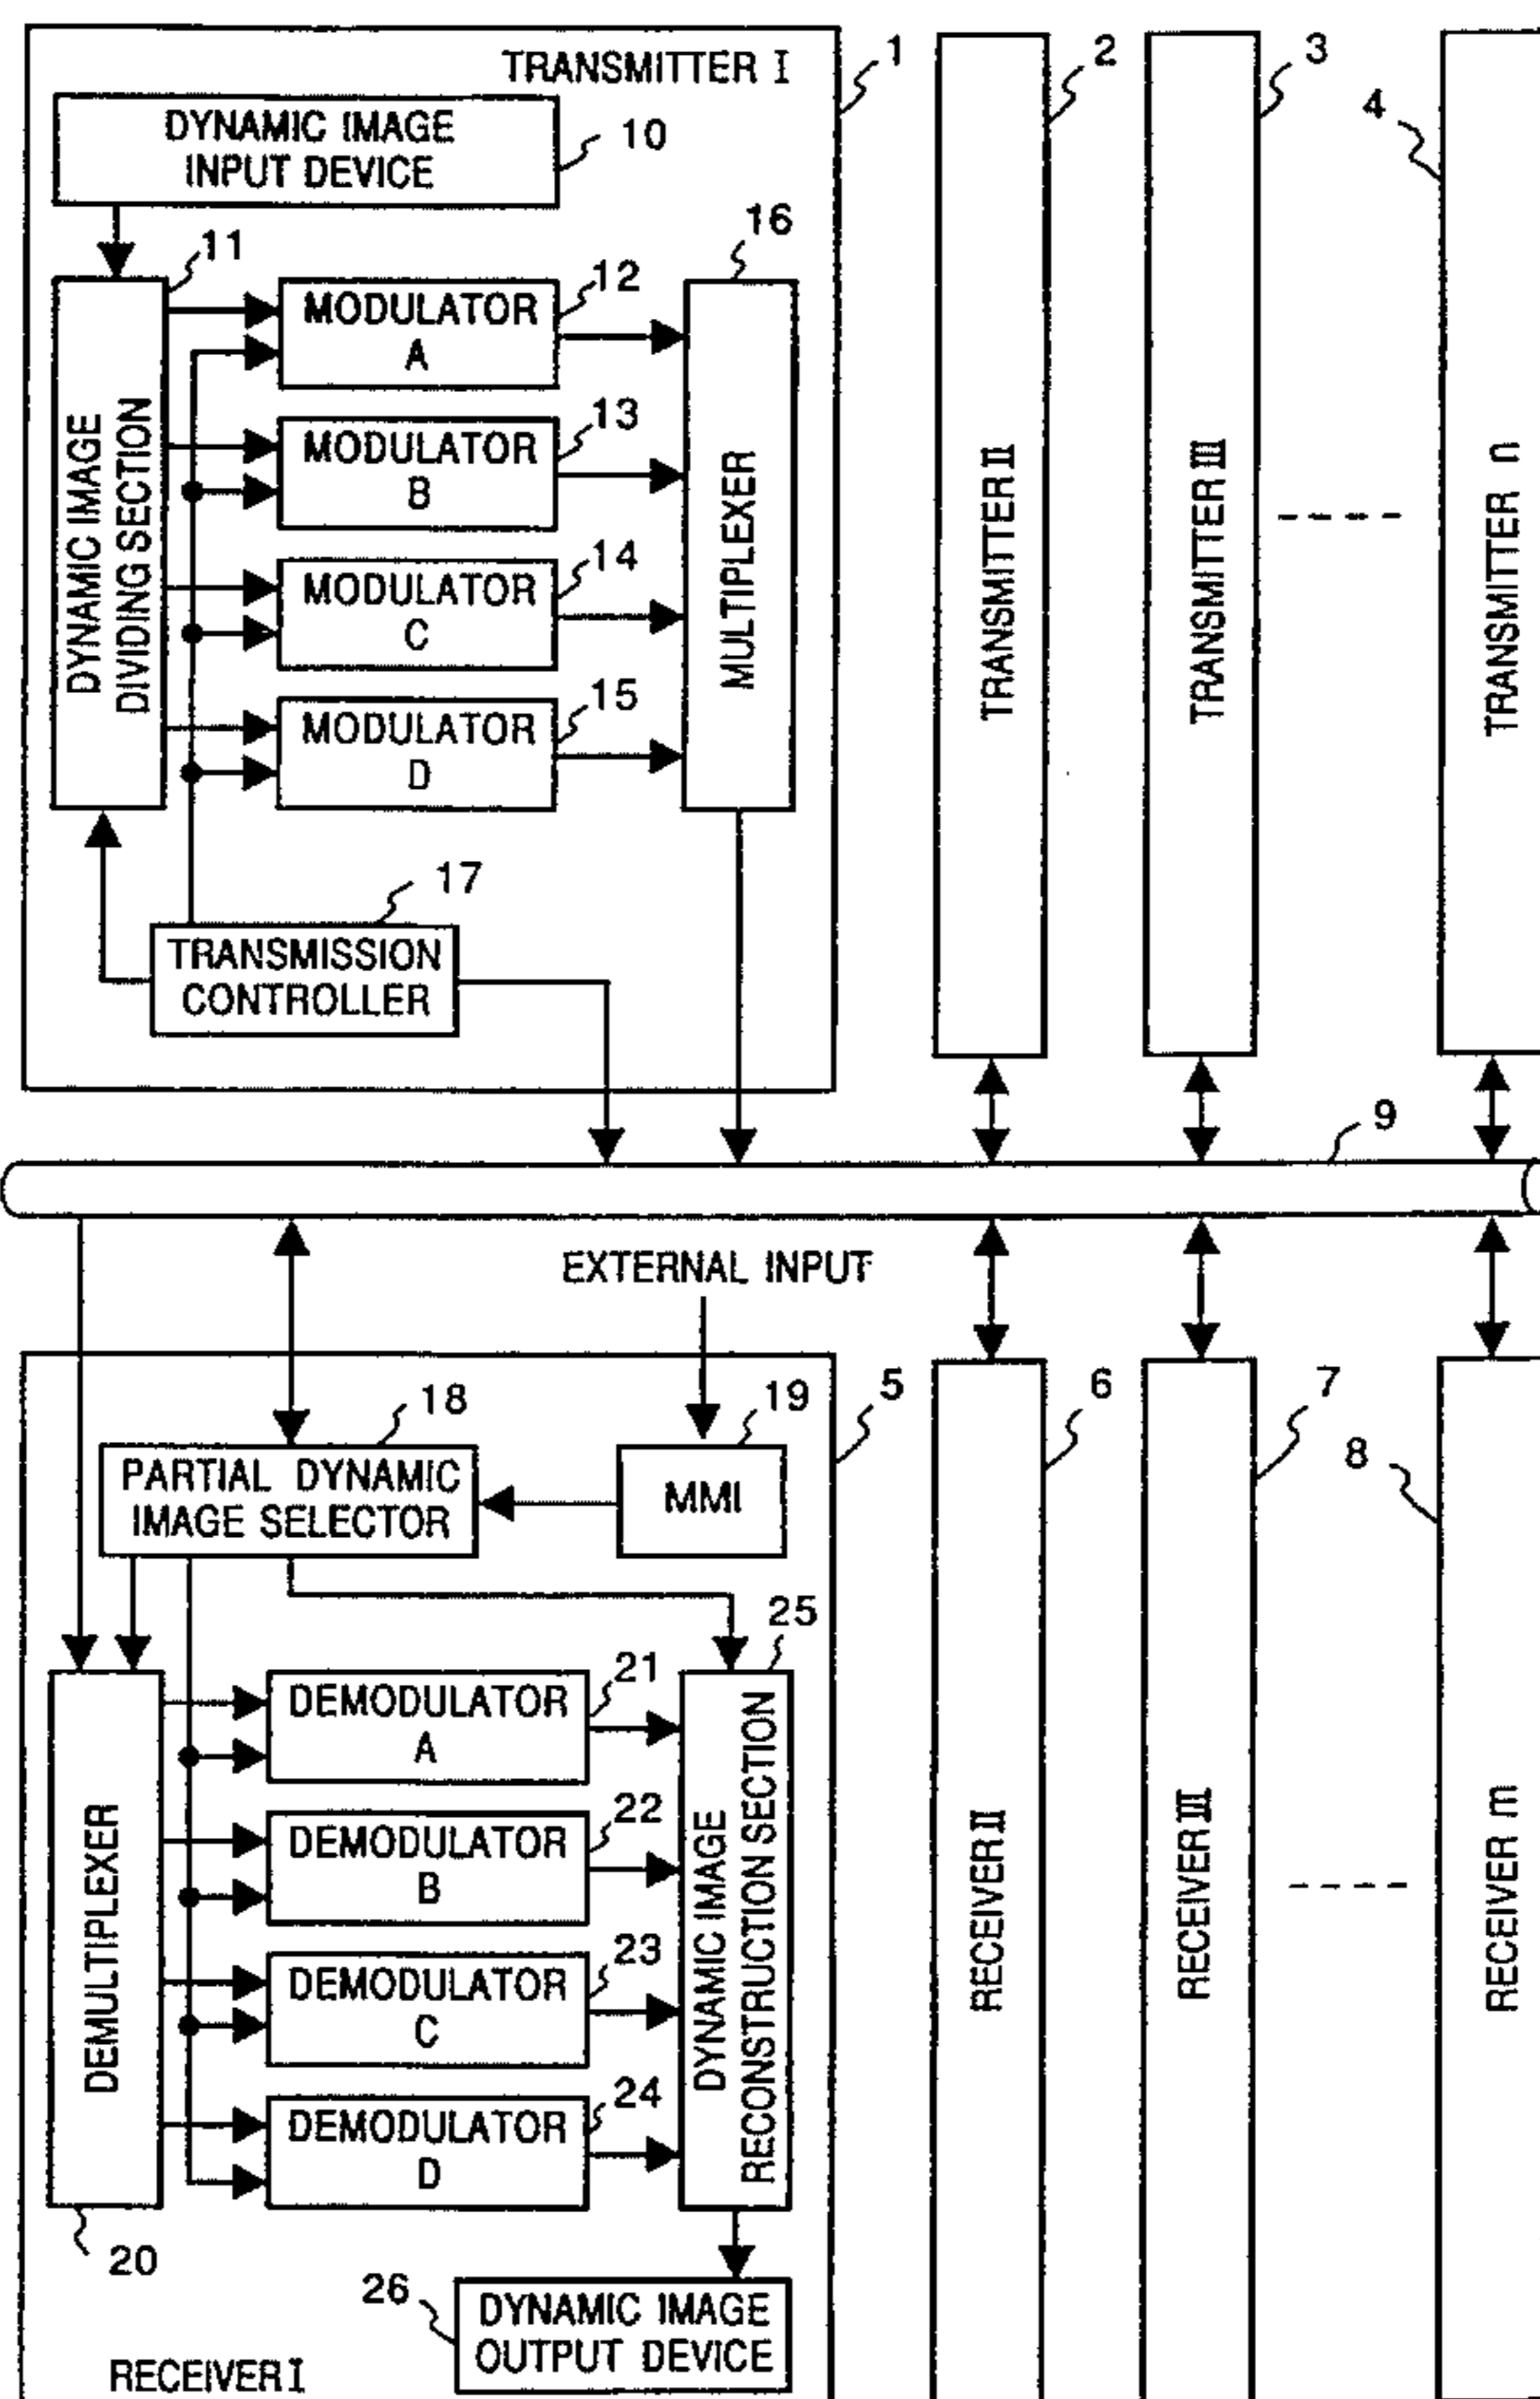 TRANSMITTER I
1
2
3
4
DYNAMIC IMAGE
INPUT DEVICE
10
11
16
MODULATOR
A
12
MODULATOR
B
13
MODULATOR
C
14
MODULATOR
D
15
DYNAMIC IMAGE
DIVIDING SECTION
MULTIPLEXER
TRANSMISSION
CONTROLLER
17
TRANSMITTER II
TRANSMITTER III
TRANSMITTER n
9
EXTERNAL INPUT
5
6
7
8
18
19
PARTIAL DYNAMIC
IMAGE SELECTOR
MMI
25
DEMODULATOR
A
21
DEMODULATOR
B
22
DEMODULATOR
C
23
DEMODULATOR
D
24
DEMULTIPLEXER
20
DYNAMIC IMAGE
RECONSTRUCTION SECTION
26
DYNAMIC IMAGE
OUTPUT DEVICE
RECEIVER I
RECEIVER II
RECEIVER III
RECEIVER m